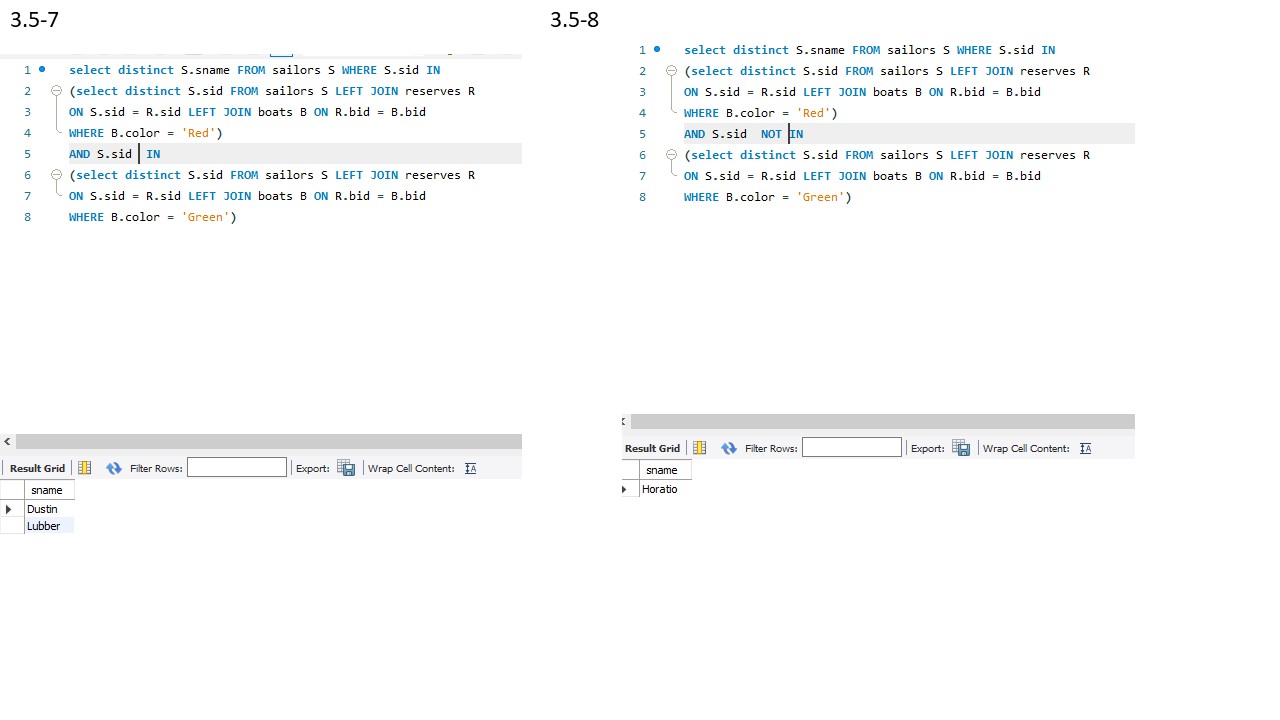 3.5-7
1 select distinct S.sname FROM sailors S WHERE S.sid IN
2 (select distinct S.sid FROM sailors S LEFT JOIN reserves R
3 ON S.sid = R.sid LEFT JOIN boats B ON R.bid = B.bid
4 WHERE B.color = 'Red')
5 AND S.sid IN
6 (select distinct S.sid FROM sailors S LEFT JOIN reserves R
7 ON S.sid = R.sid LEFT JOIN boats B ON R.bid = B.bid
8 WHERE B.color = 'Green')
Result Grid Filter Rows: Export: Wrap Cell Content:
sname
Dustin
Lubber
3.5-8
1 select distinct S.sname FROM sailors S WHERE S.sid IN
2 (select distinct S.sid FROM sailors S LEFT JOIN reserves R
3 ON S.sid = R.sid LEFT JOIN boats B ON R.bid = B.bid
4 WHERE B.color = 'Red')
5 AND S.sid NOT IN
6 (select distinct S.sid FROM sailors S LEFT JOIN reserves R
7 ON S.sid = R.sid LEFT JOIN boats B ON R.bid = B.bid
8 WHERE B.color = 'Green')
Result Grid Filter Rows: Export: Wrap Cell Content:
sname
Horatio